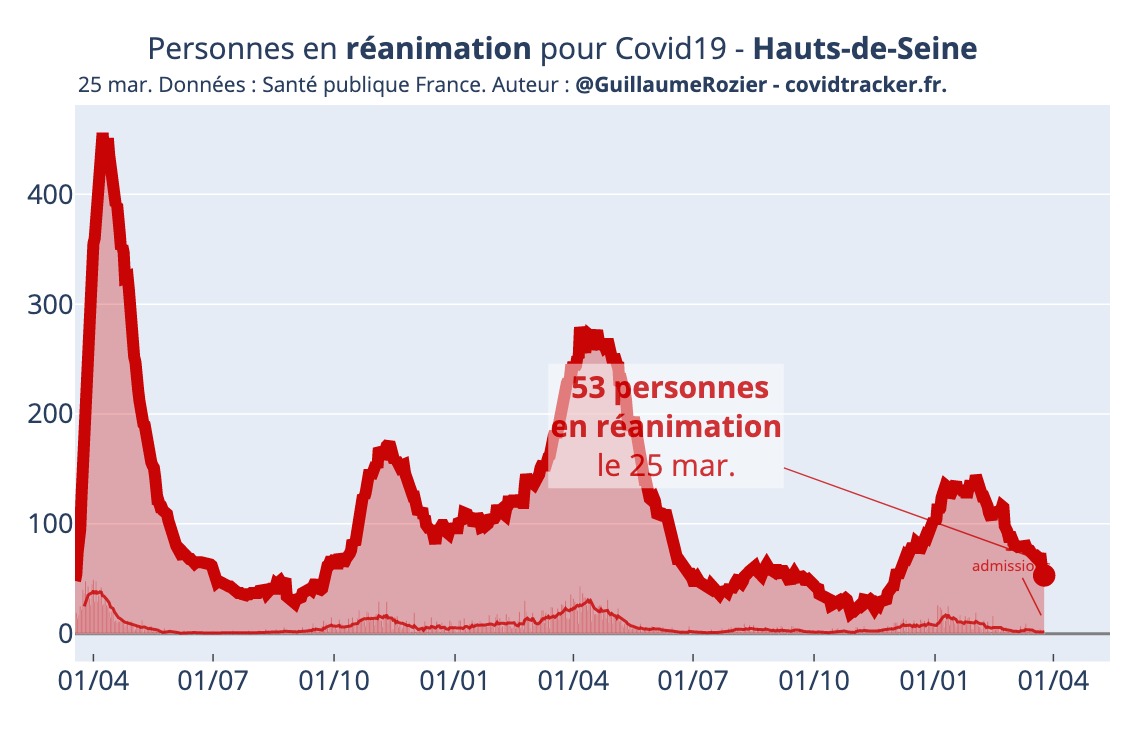 Personnes en réanimation pour Covid19 - Hauts-de-Seine
25 mar. Données : Santé publique France. Auteur : @GuillaumeRozier - covidtracker.fr.
400
300
200
100
0
53 personnes
en réanimation
le 25 mar.
admissio
01/04 01/07 01/10 01/01 01/04 01/07 01/10 01/01 01/04